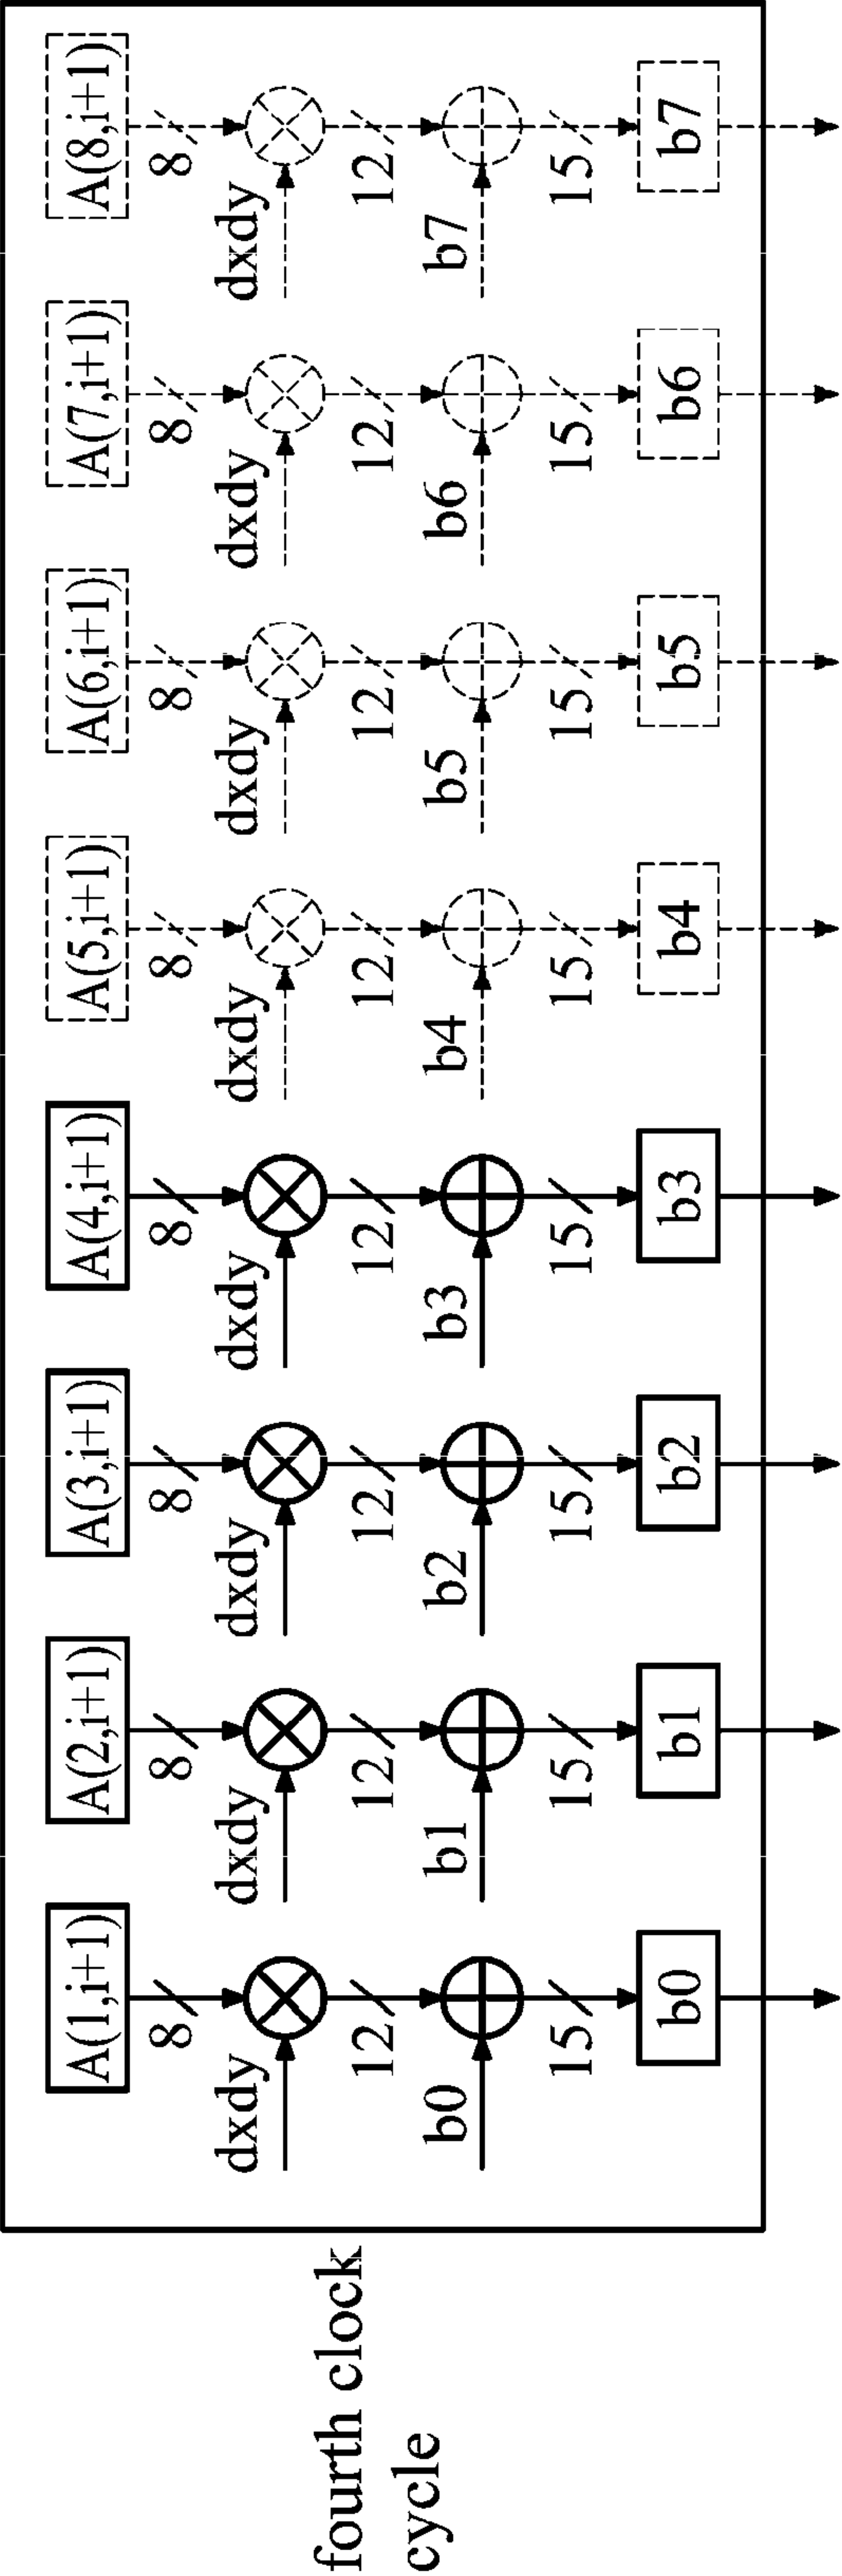 fourth clock
cycle
A(1,i+1) A(2,i+1) A(3,i+1) A(4,i+1) A(5,i+1) A(6,i+1) A(7,i+1) A(8,i+1)
8 8 8 8 8 8 8 8
dxdy dxdy dxdy dxdy dxdy dxdy dxdy dxdy
12 12 12 12 12 12 12 12
b0 b1 b2 b3 b4 b5 b6 b7
15 15 15 15 15 15 15 15
b0 b1 b2 b3 b4 b5 b6 b7